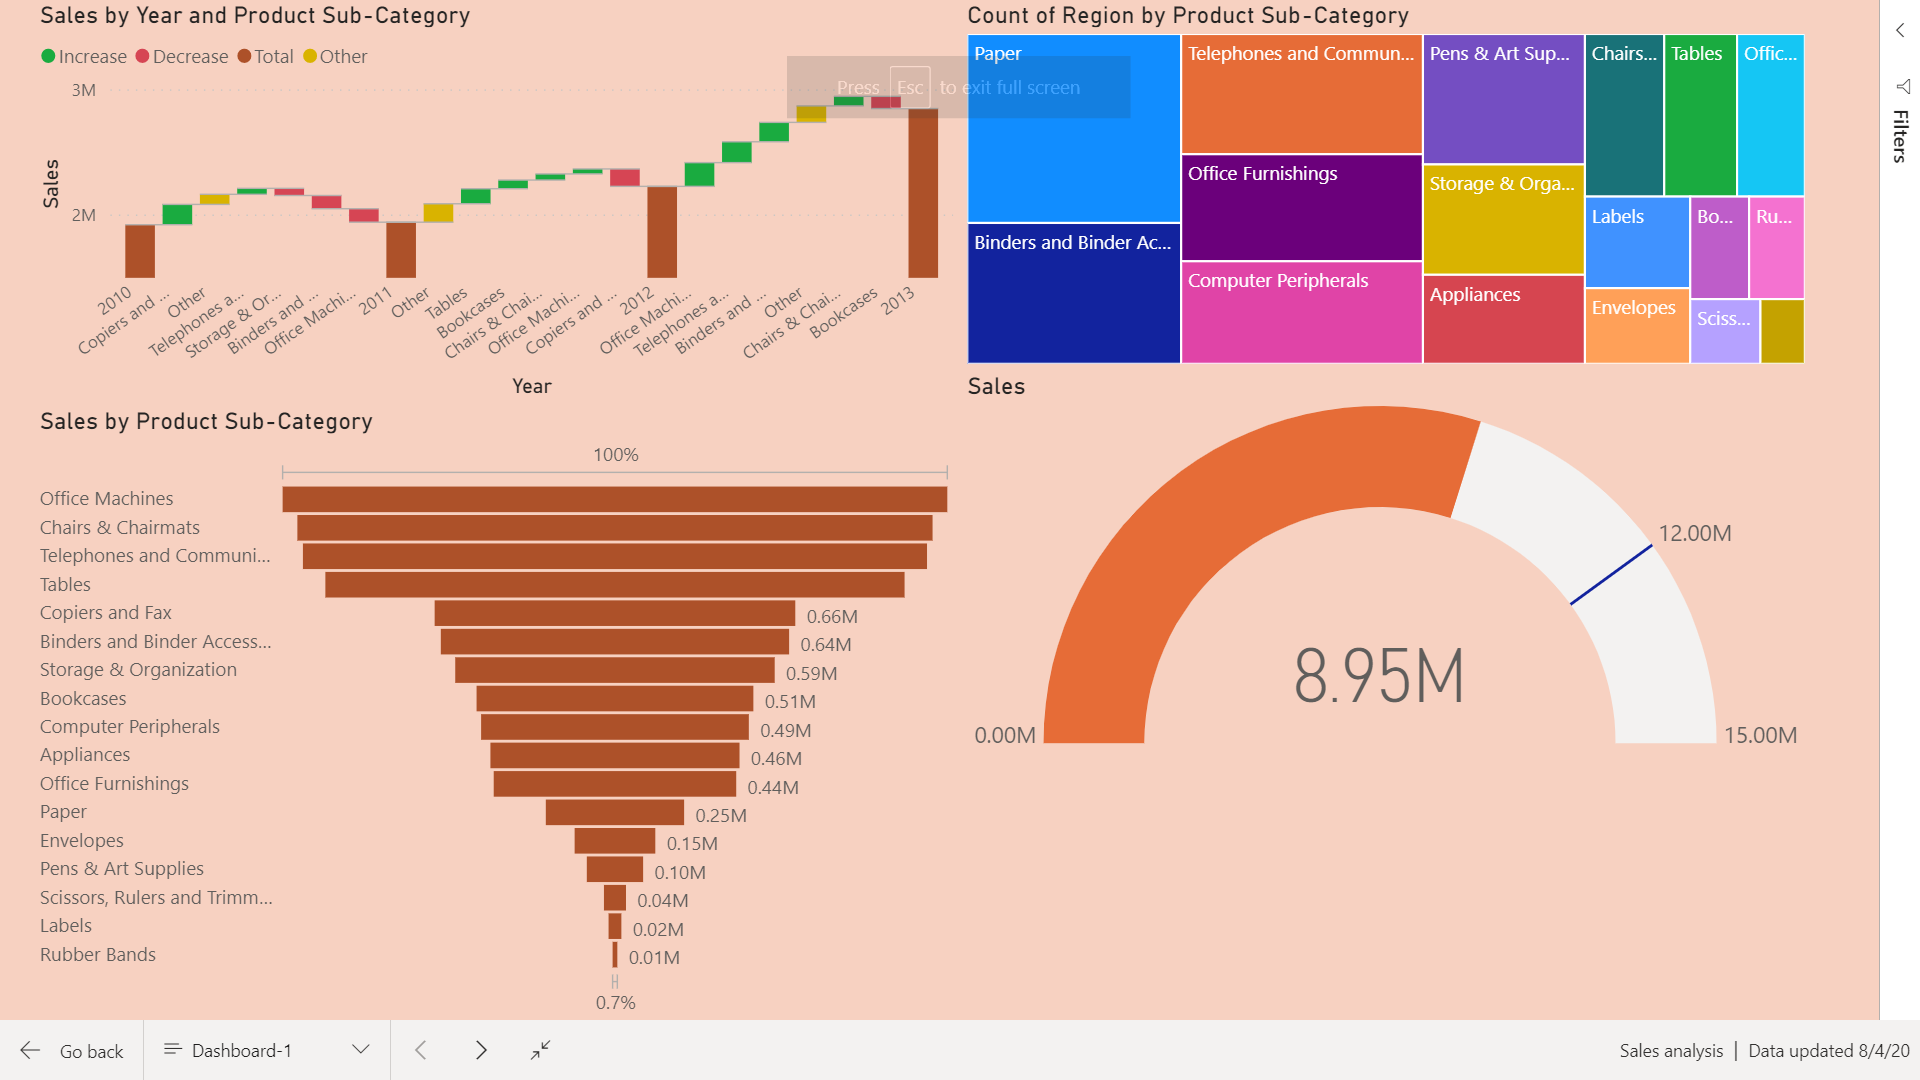 Sales by Year and Product Sub-Category
Increase Decrease Total Other
3M
2M
Sales
2010
Copiers and ...
Other
Telephones a...
Storage & Or...
Binders and ...
Office Machi...
2011
Other
Tables
Bookcases
Chairs & Chai...
Office Machi...
Copiers and ...
2012
Office Machi...
Telephones a...
Binders and ...
Other
Chairs & Chai...
Bookcases
2013
Year
Press Esc to exit full screen
Count of Region by Product Sub-Category
Paper
Binders and Binder Ac...
Telephones and Commun...
Office Furnishings
Computer Peripherals
Pens & Art Sup...
Storage & Orga...
Appliances
Chairs...
Tables
Offic...
Labels
Envelopes
Bo...
Ru...
Sciss...
Sales by Product Sub-Category
100%
Office Machines
Chairs & Chairmats
Telephones and Communi...
Tables
Copiers and Fax 0.66M
Binders and Binder Access... 0.64M
Storage & Organization 0.59M
Bookcases 0.51M
Computer Peripherals 0.49M
Appliances 0.46M
Office Furnishings 0.44M
Paper 0.25M
Envelopes 0.15M
Pens & Art Supplies 0.10M
Scissors, Rulers and Trimm... 0.04M
Labels 0.02M
Rubber Bands 0.01M
0.7%
Sales
12.00M
8.95M
0.00M
15.00M
Filters
Go back
Dashboard-1
Sales analysis | Data updated 8/4/20